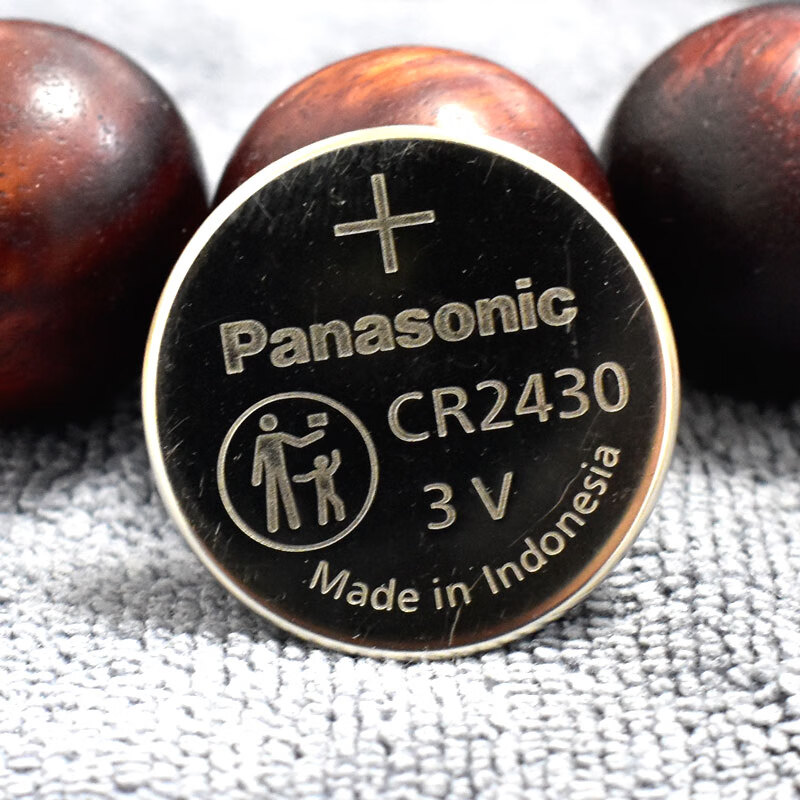 +
Panasonic
CR2430
3 V
Made in Indonesia